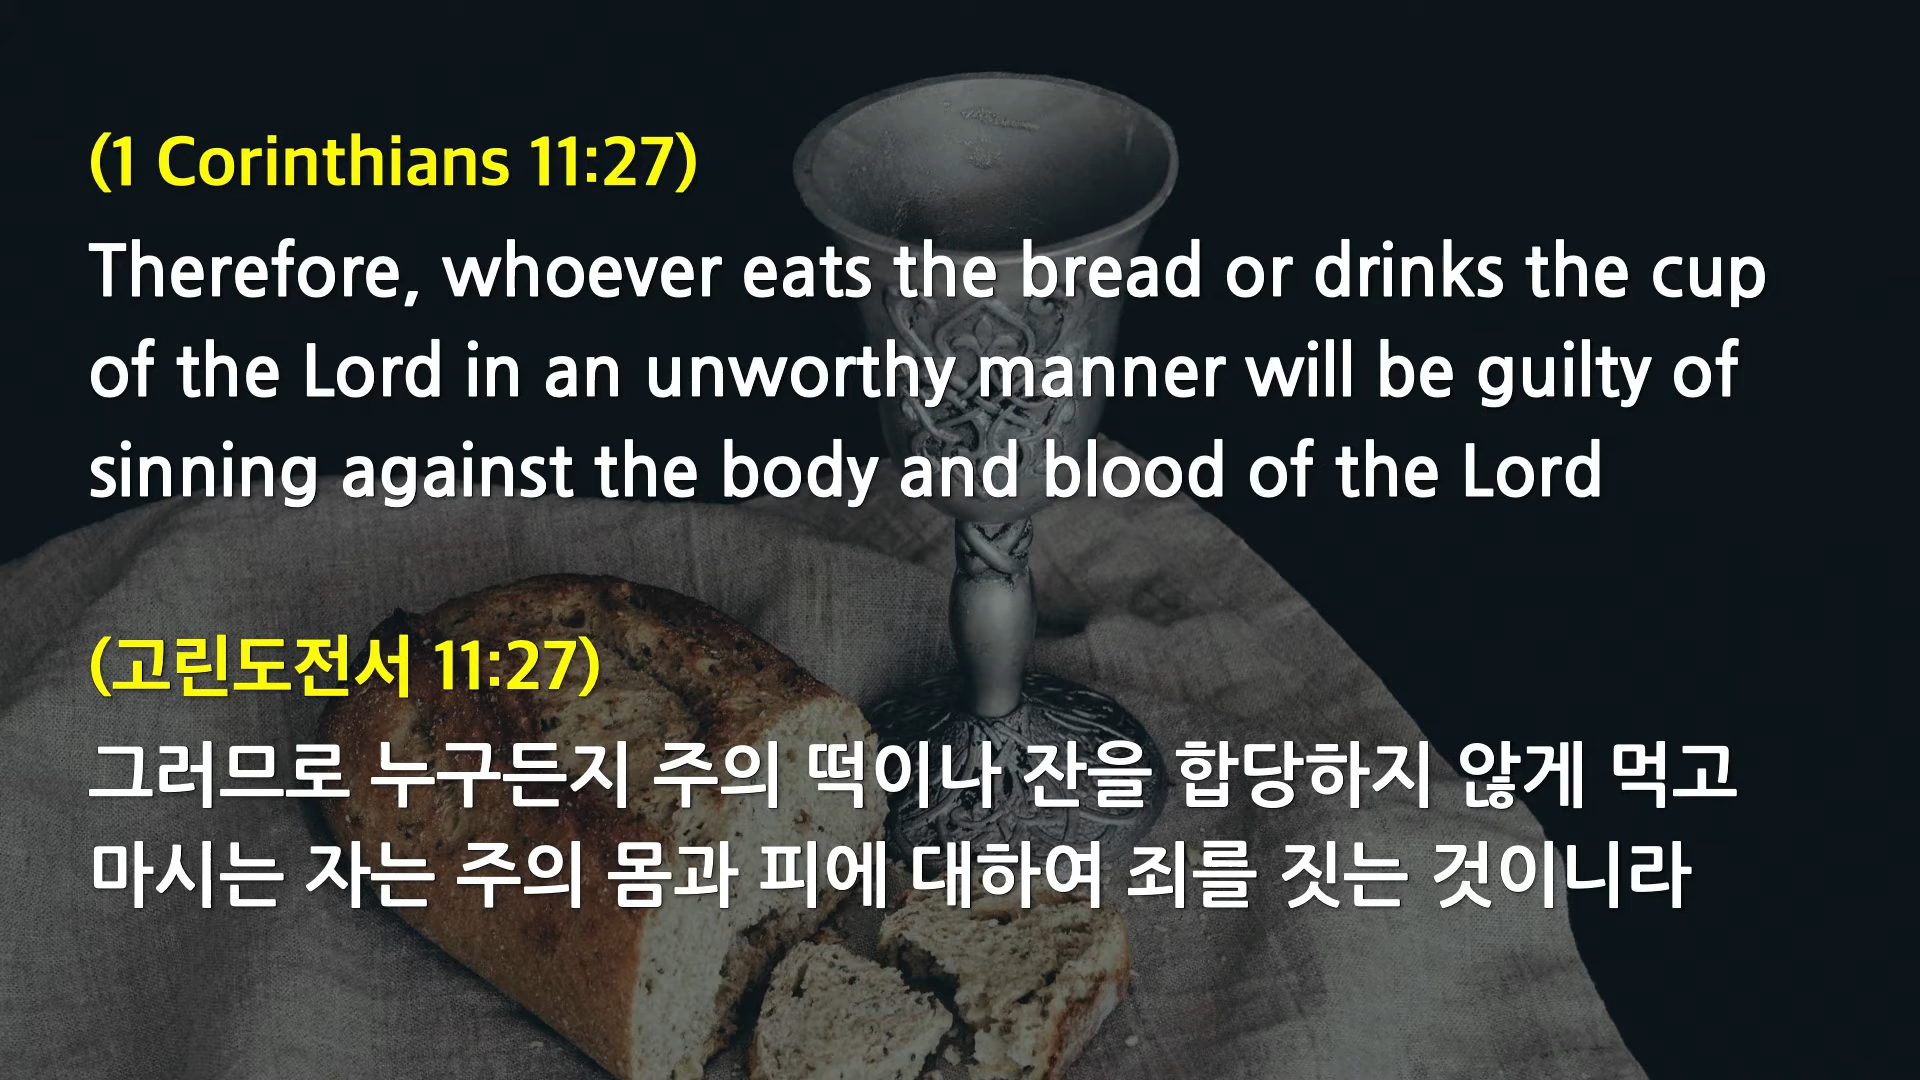 (1 Corinthians 11:27)
Therefore, whoever eats the bread or drinks the cup
of the Lord in an unworthy manner will be guilty of
sinning against the body and blood of the Lord
(고린도전서 11:27)
그러므로 누구든지 주의 떡이나 잔을 합당하지 않게 먹고
마시는 자는 주의 몸과 피에 대하여 죄를 짓는 것이니라